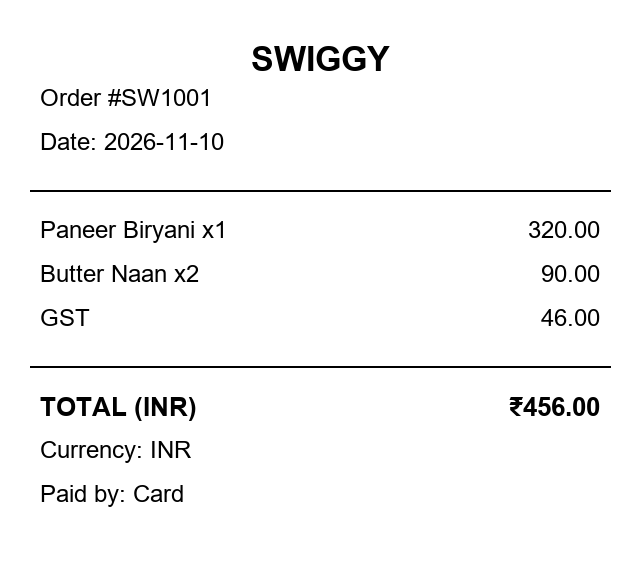 SWIGGY
Order #SW1001
Date: 2026-11-10
Paneer Biryani x1 320.00
Butter Naan x2 90.00
GST 46.00
TOTAL (INR) ₹456.00
Currency: INR
Paid by: Card